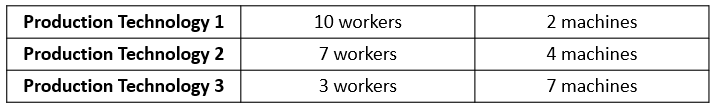 Production Technology 1 10 workers 2 machines
Production Technology 2 7 workers 4 machines
Production Technology 3 3 workers 7 machines